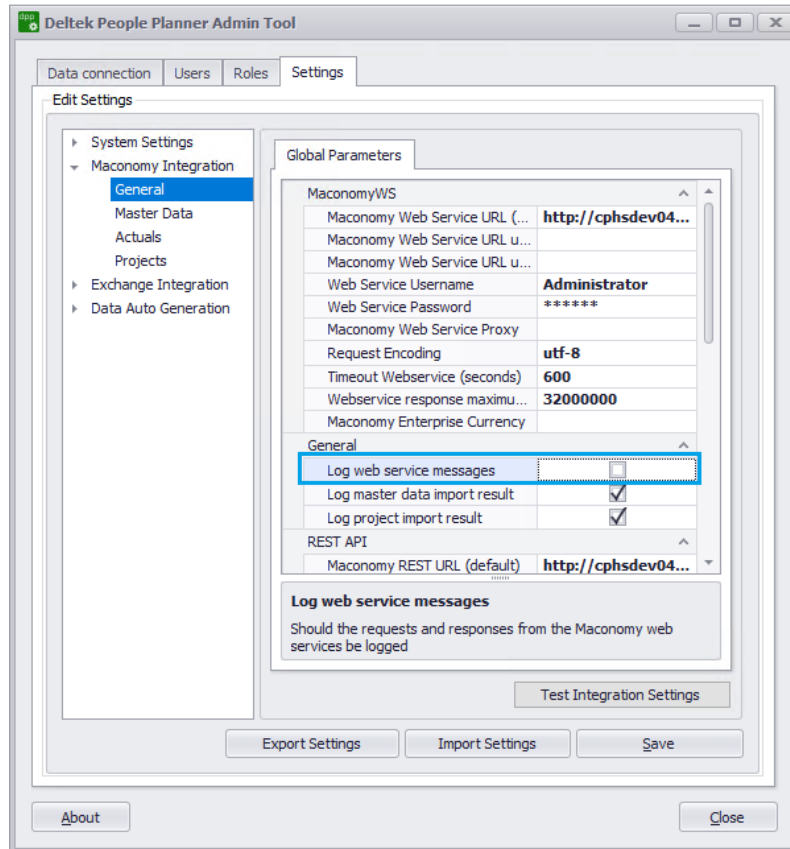 dpp Deltek People Planner Admin Tool
Data connection Users Roles Settings
Edit Settings
System Settings
Maconomy Integration
General
Master Data
Actuals
Projects
Exchange Integration
Data Auto Generation
Global Parameters
MaconomyWS
Maconomy Web Service URL (... http://cphsdev04...
Maconomy Web Service URL u...
Maconomy Web Service URL u...
Web Service Username Administrator
Web Service Password ******
Maconomy Web Service Proxy
Request Encoding utf-8
Timeout Webservice (seconds) 600
Webservice response maximu... 32000000
Maconomy Enterprise Currency
General
Log web service messages
Log master data import result
Log project import result
REST API
Maconomy REST URL (default) http://cphsdev04...
Log web service messages
Should the requests and responses from the Maconomy web
services be logged
Test Integration Settings
Export Settings Import Settings Save
About Close